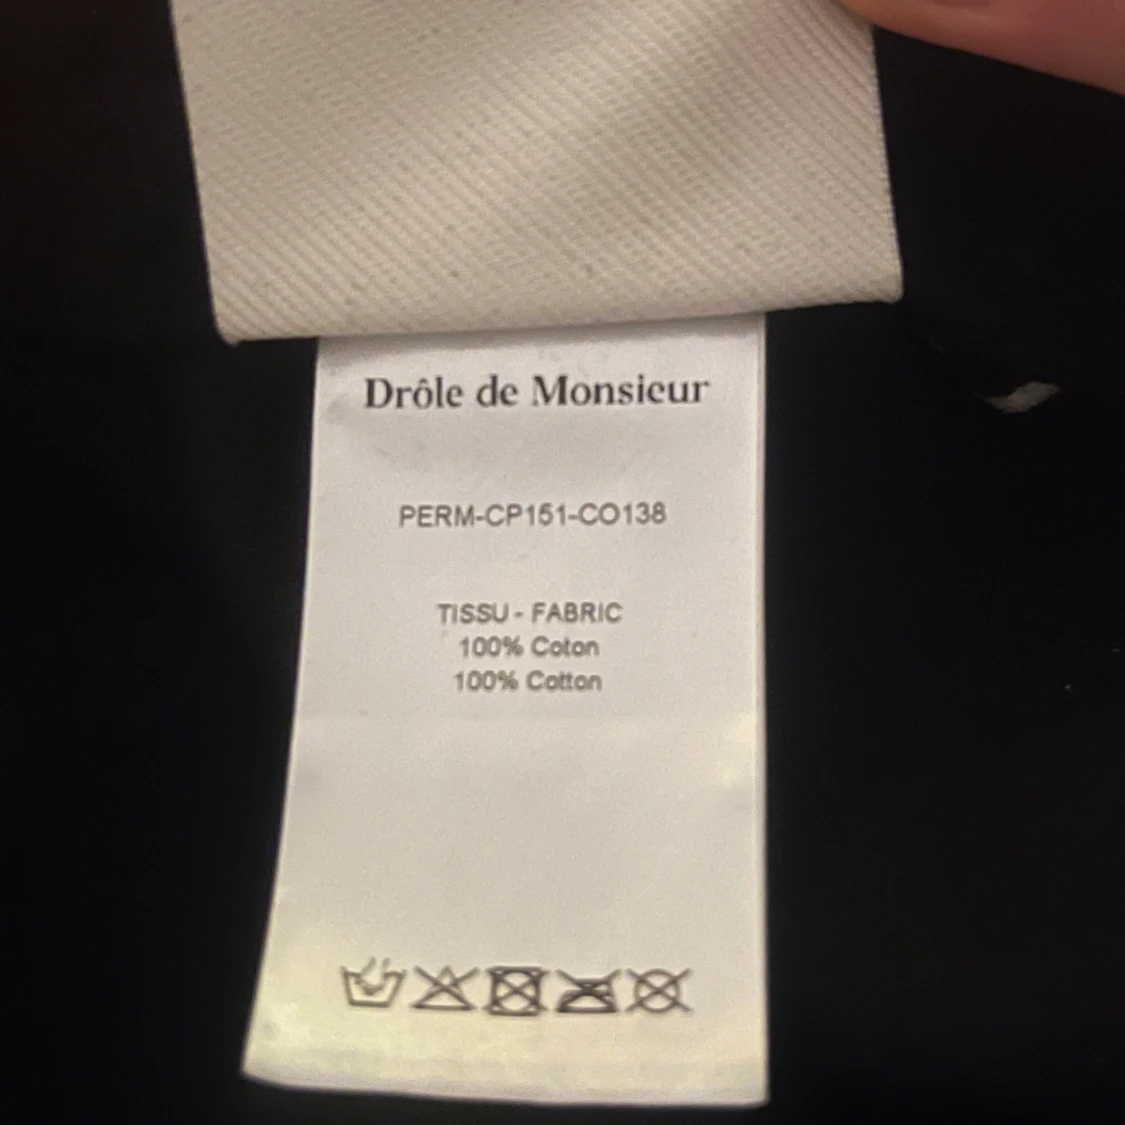 Drôle de Monsieur
PERM-CP151-CO138
TISSU - FABRIC
100% Coton
100% Cotton